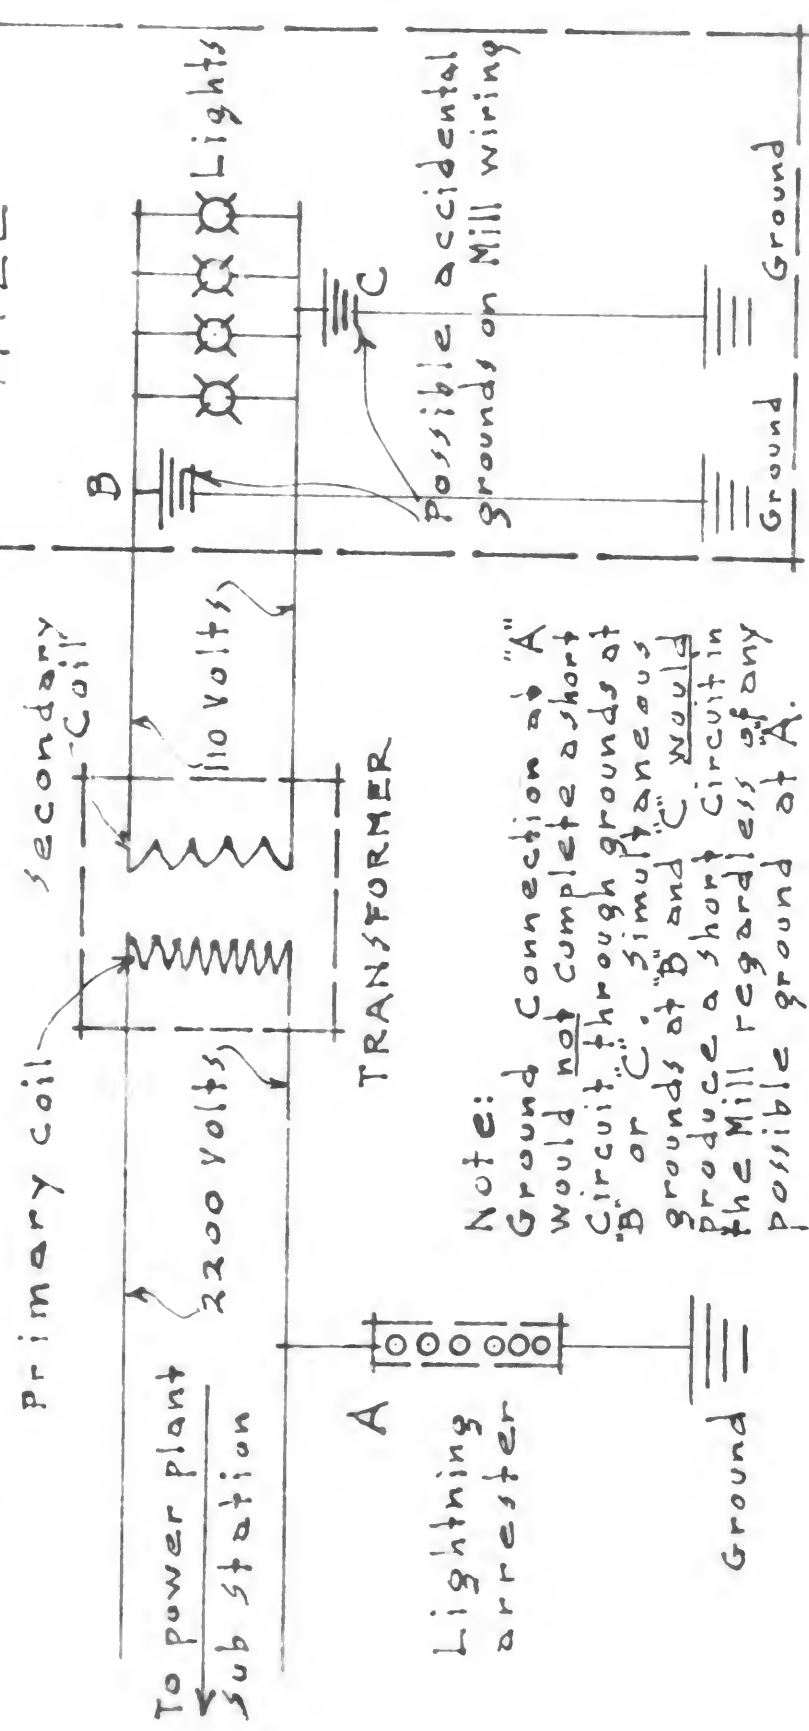 Primary coil
Secondary
Coil
To power plant
Sub station
2200 Volts
110 Volts
B
Lights
TRANSFORMER
A
Lightning
arrester
Ground
C
Possible accidental
grounds on Mill wiring
Ground
Ground
Note:
Ground Connection at "A"
would not complete a short
Circuit through grounds at
"B" or "C". Simultaneous
grounds at "B" and "C" would
produce a short circuit in
the Mill regardless of any
possible ground at "A".